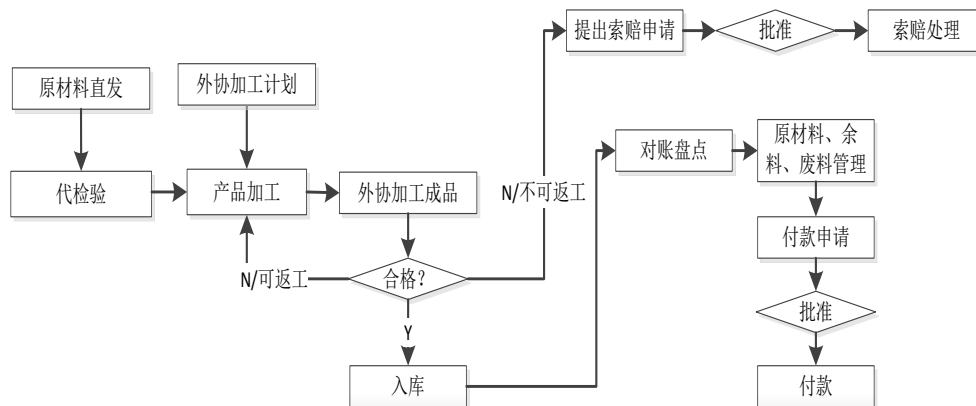 提出索赔申请
批准
索赔处理
原材料直发
外协加工计划
对账盘点
原材料、余
料、废料管理
代检验
产品加工
外协加工成品
N/不可返工
付款申请
N/可返工
合格?
批准
Y
入库
付款